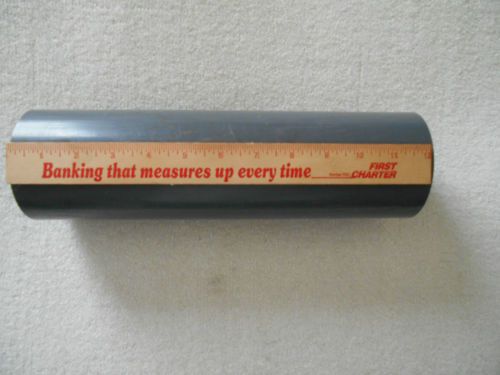 1 2 3 4 5 6 7 8 9 10 11 12
Banking that measures up every time FIRST
CHARTER